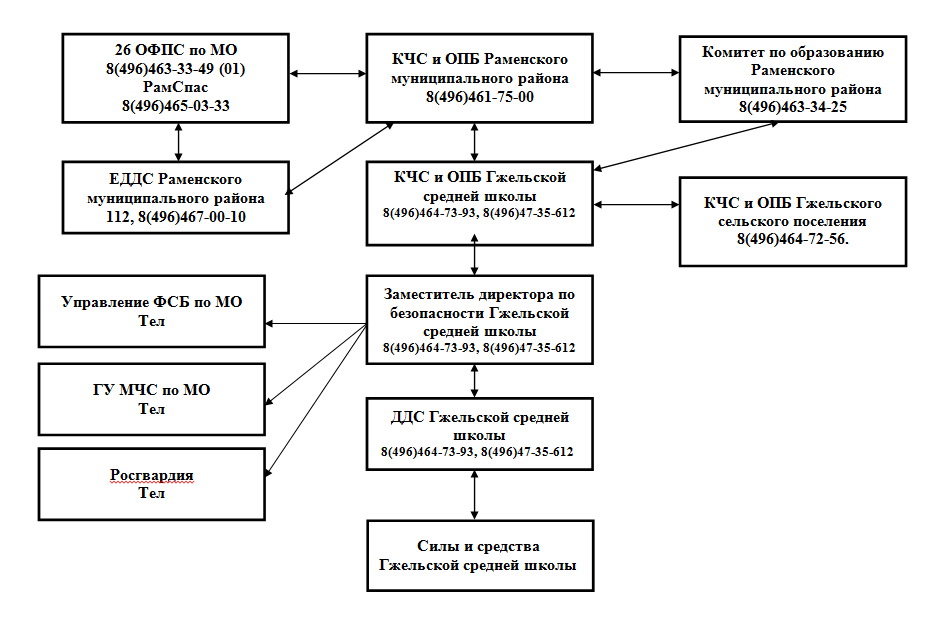 26 ОФПС по МО
8(496)463-33-49 (01)
РамСпас
8(496)465-03-33
КЧС и ОПБ Раменского
муниципального района
8(496)461-75-00
Комитет по образованию
Раменского
муниципального района
8(496)463-34-25
ЕДДС Раменского
муниципального района
112, 8(496)467-00-10
КЧС и ОПБ Гжельской
средней школы
8(496)464-73-93, 8(496)47-35-612
КЧС и ОПБ Гжельского
сельского поселения
8(496)464-72-56.
Управление ФСБ по МО
Тел
Заместитель директора по
безопасности Гжельской
средней школы
8(496)464-73-93, 8(496)47-35-612
ГУ МЧС по МО
Тел
ДДС Гжельской средней
школы
8(496)464-73-93, 8(496)47-35-612
Росгвардия
Тел
Силы и средства
Гжельской средней школы